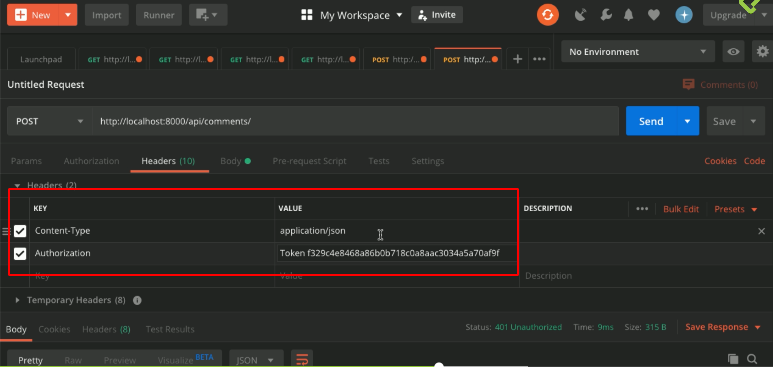 New Import Runner My Workspace Invite Upgrade
Launchpad GET http://l... GET http://l... GET http://l... GET http://l... POST http:/... POST http:/... + ••• No Environment
Untitled Request Comments (0)
POST http://localhost:8000/api/comments/ Send Save
Params Authorization Headers (10) Body Pre-request Script Tests Settings Cookies Code
Headers (2)
KEY VALUE DESCRIPTION ••• Bulk Edit Presets
Content-Type application/json
Authorization Token f329c4e8468a86b0b718c0a8aac3034a5a70af9f
Key Value Description
Temporary Headers (8)
Body Cookies Headers (8) Test Results Status: 401 Unauthorized Time: 9ms Size: 315 B Save Response
Pretty Raw Preview Visualize BETA JSON